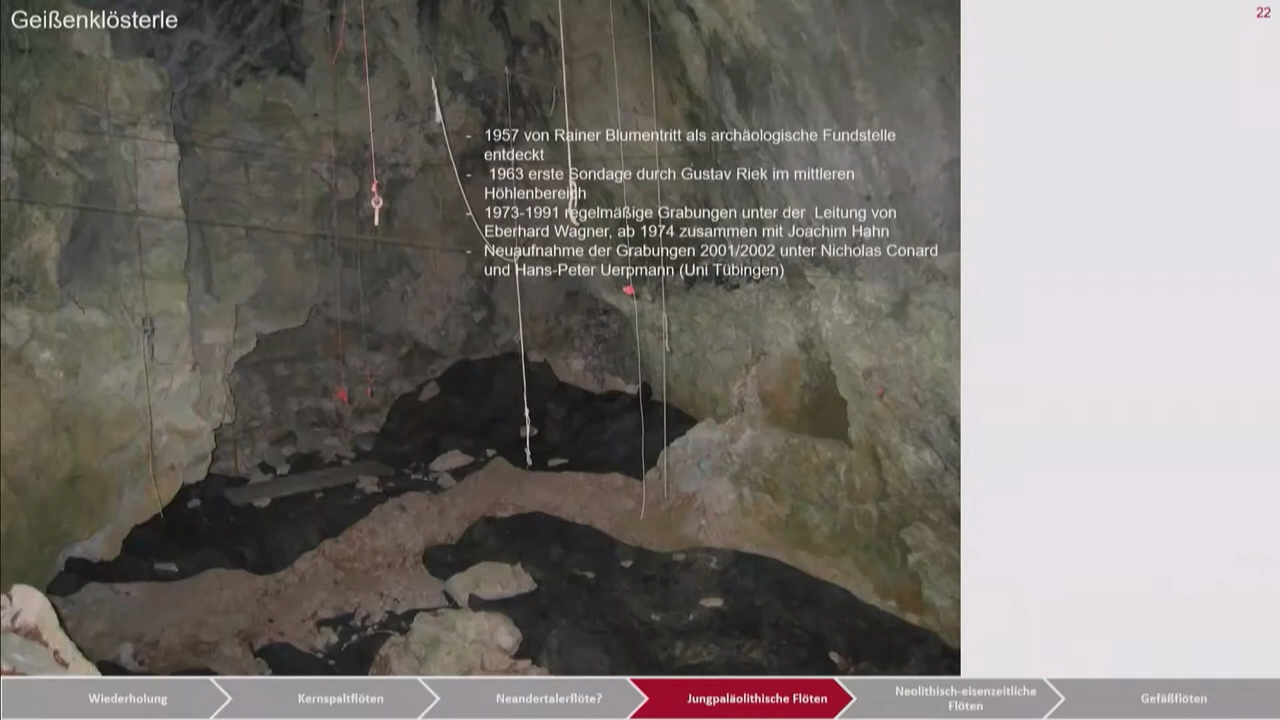 Geißenklösterle
22
- 1957 von Rainer Blumentritt als archäologische Fundstelle
entdeckt
- 1963 erste Sondage durch Gustav Riek im mittleren
Höhlenbereich
- 1973-1991 regelmäßige Grabungen unter der Leitung von
Eberhard Wagner, ab 1974 zusammen mit Joachim Hahn
- Neuaufnahme der Grabungen 2001/2002 unter Nicholas Conard
und Hans-Peter Uerpmann (Uni Tübingen)
Wiederholung
Kernspaltflöten
Neandertalerflöte?
Jungpaläolithische Flöten
Neolithisch-eisenzeitliche
Flöten
Gefäßflöten